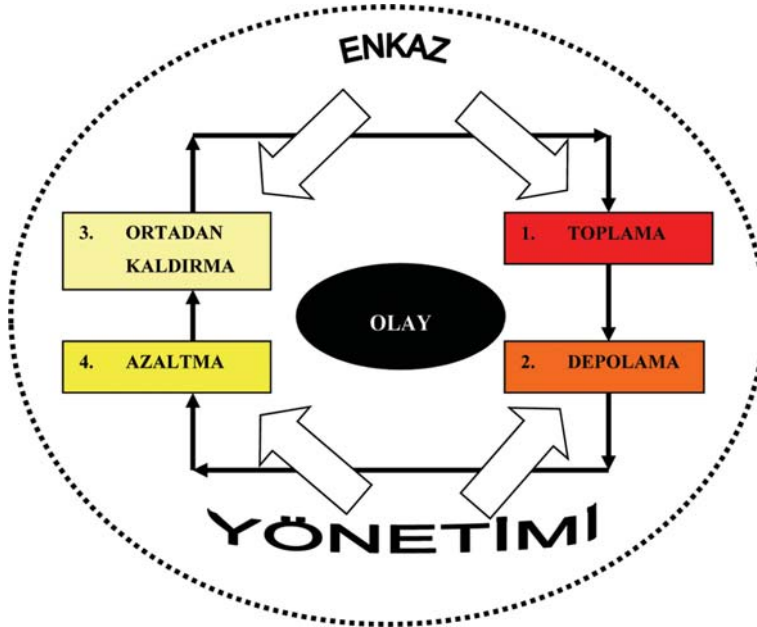 ENKAZ
3. ORTADAN
KALDIRMA
1. TOPLAMA
OLAY
4. AZALTMA
2. DEPOLAMA
YÖNETİMİ